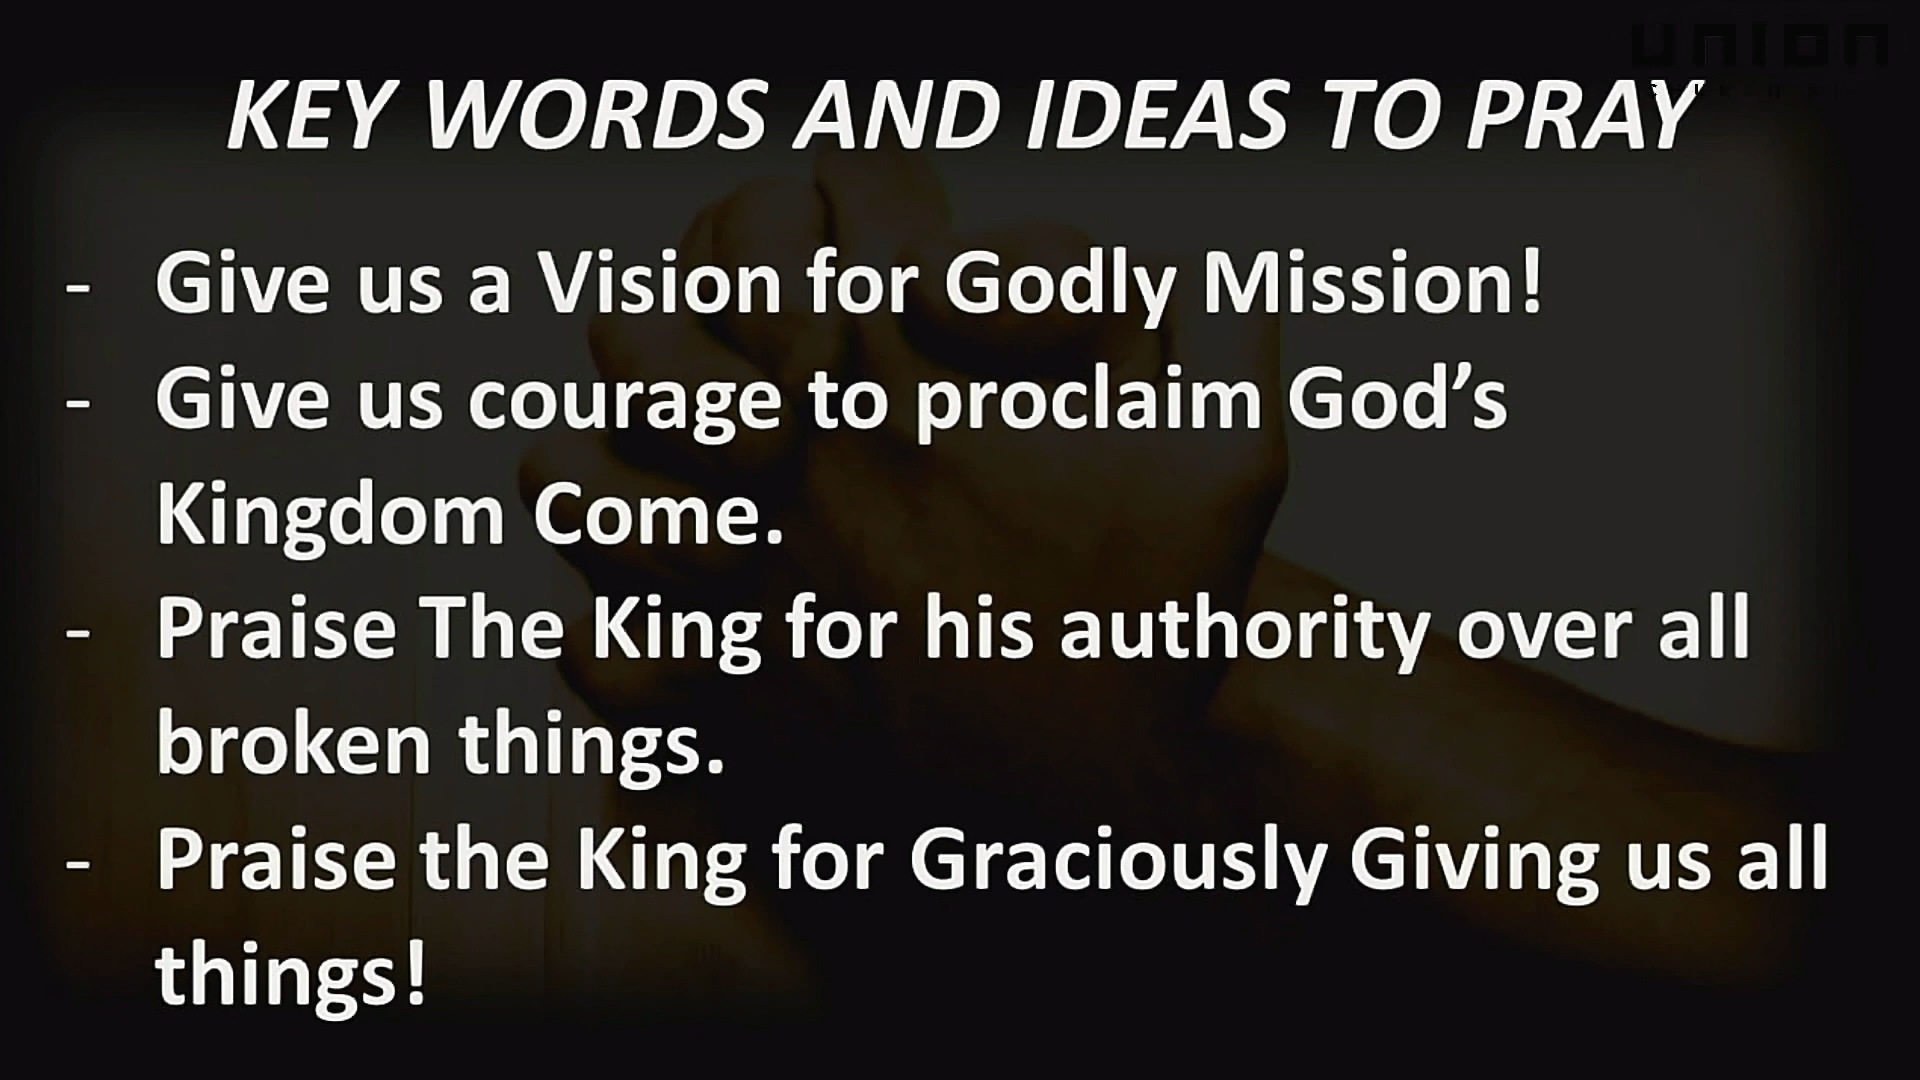 UNION
KEY WORDS AND IDEAS TO PRAY
- Give us a Vision for Godly Mission!
- Give us courage to proclaim God’s
Kingdom Come.
- Praise The King for his authority over all
broken things.
- Praise the King for Graciously Giving us all
things!